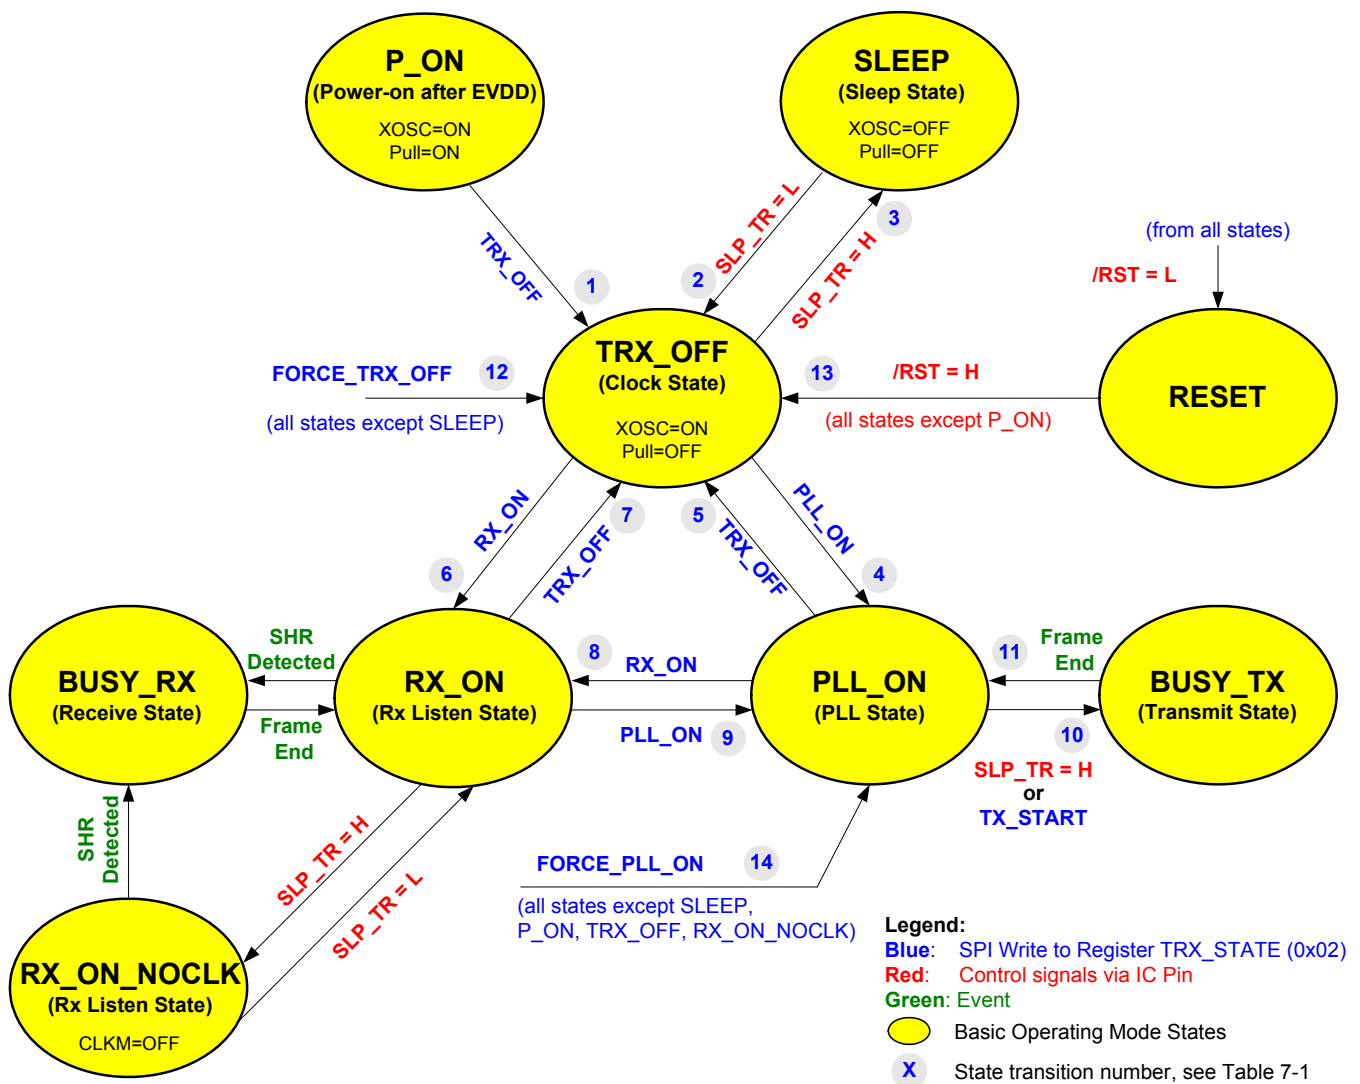 P_ON
(Power-on after EVDD)
XOSC=ON
Pull=ON
SLEEP
(Sleep State)
XOSC=OFF
Pull=OFF
TRX_OFF
1
SLP_TR = L
2
SLP_TR = H
3
(from all states)
/RST = L
TRX_OFF
(Clock State)
XOSC=ON
Pull=OFF
FORCE_TRX_OFF
12
(all states except SLEEP)
13
/RST = H
(all states except P_ON)
RESET
RX_ON
6
7
TRX_OFF
5
TRX_OFF
PLL_ON
4
BUSY_RX
(Receive State)
SHR
Detected
Frame
End
RX_ON
(Rx Listen State)
8
RX_ON
PLL_ON
9
PLL_ON
(PLL State)
11
Frame
End
10
SLP_TR = H
or
TX_START
BUSY_TX
(Transmit State)
SHR
Detected
SLP_TR = H
SLP_TR = L
FORCE_PLL_ON
14
(all states except SLEEP,
P_ON, TRX_OFF, RX_ON_NOCLK)
RX_ON_NOCLK
(Rx Listen State)
CLKM=OFF
Legend:
Blue: SPI Write to Register TRX_STATE (0x02)
Red: Control signals via IC Pin
Green: Event
Basic Operating Mode States
X State transition number, see Table 7-1